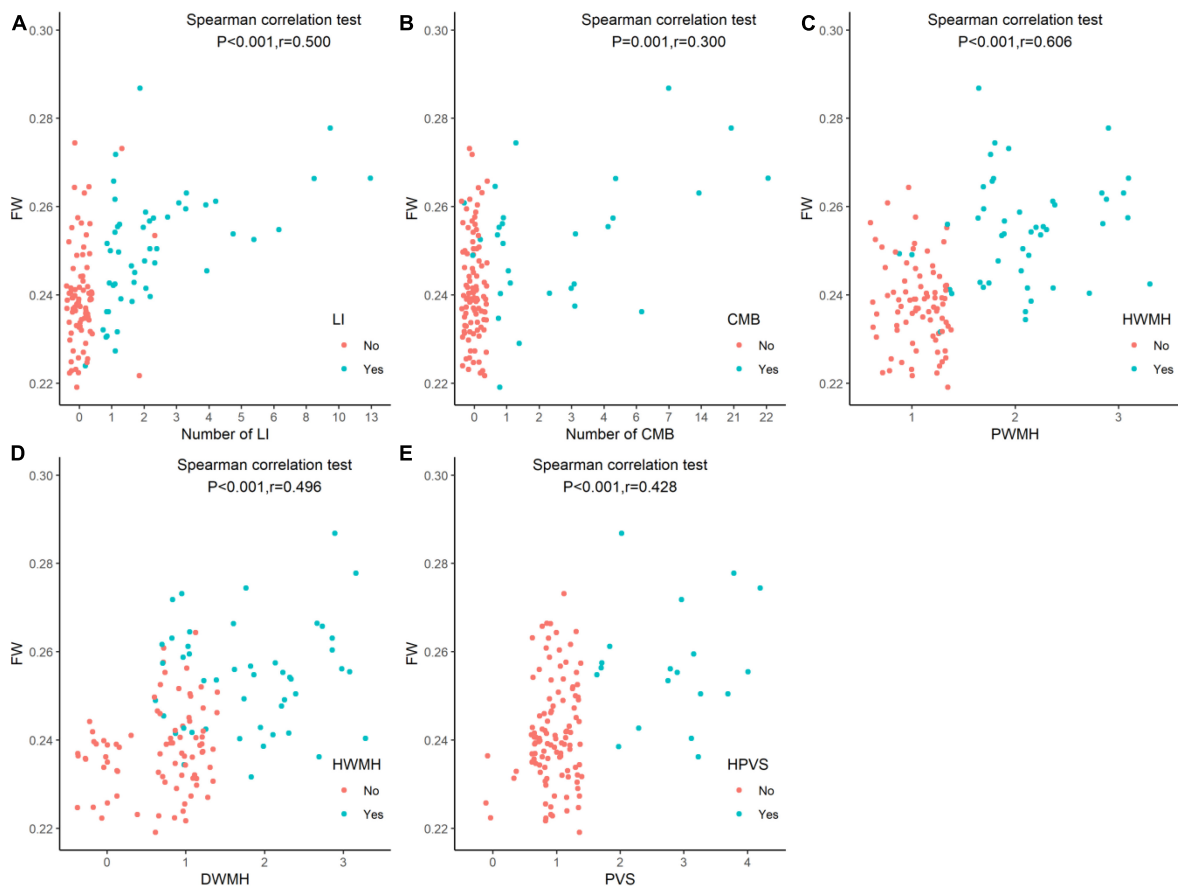 A
Spearman correlation test
P<0.001,r=0.500
0.30
0.28
0.26
0.24
0.22
FW
LI
No
Yes
0 1 2 3 4 5 6 8 10 13
Number of LI
B
Spearman correlation test
P=0.001,r=0.300
0.30
0.28
0.26
0.24
0.22
FW
CMB
No
Yes
0 1 2 3 4 6 7 14 21 22
Number of CMB
C
Spearman correlation test
P<0.001,r=0.606
0.30
0.28
0.26
0.24
0.22
FW
HWMH
No
Yes
1 2 3
PWMH
D
Spearman correlation test
P<0.001,r=0.496
0.30
0.28
0.26
0.24
0.22
FW
HWMH
No
Yes
0 1 2 3
DWMH
E
Spearman correlation test
P<0.001,r=0.428
0.30
0.28
0.26
0.24
0.22
FW
HPVS
No
Yes
0 1 2 3 4
PVS